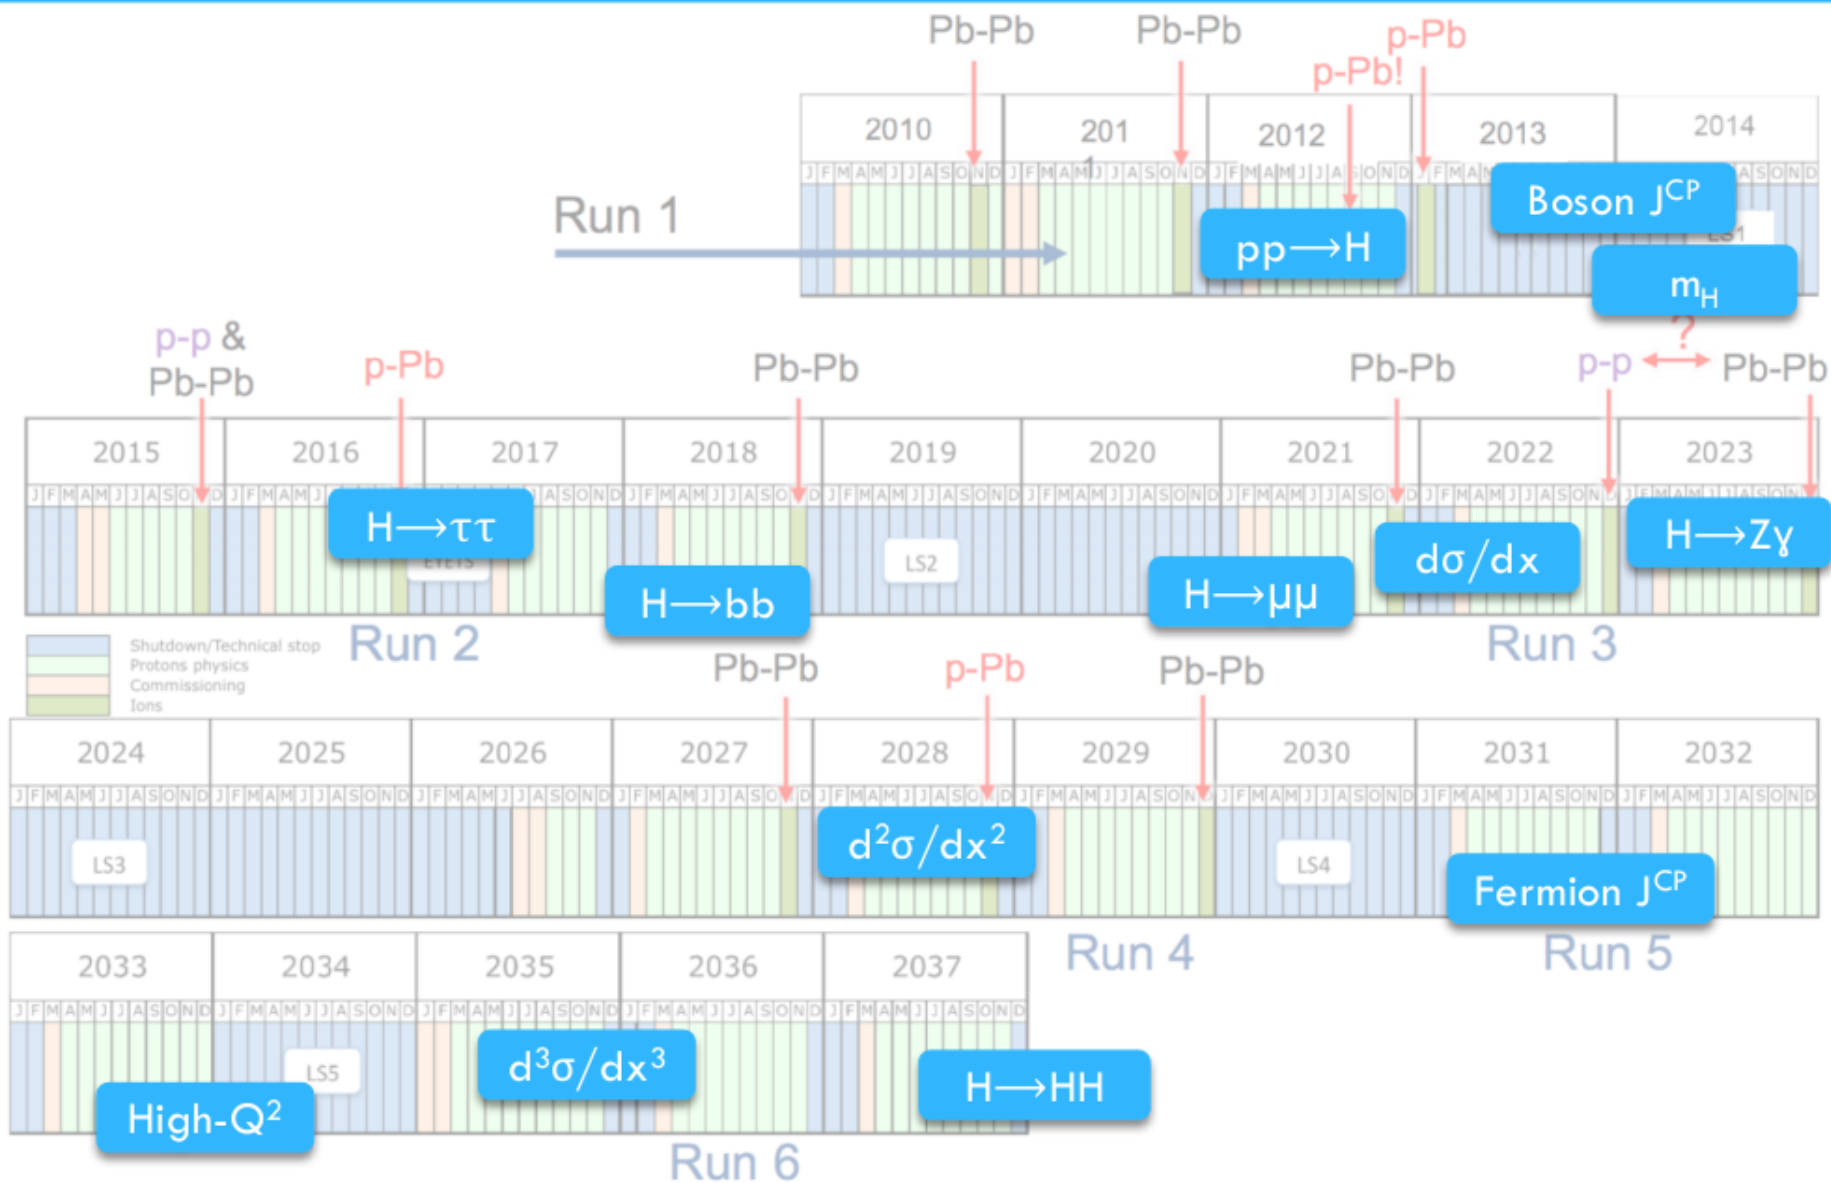 Pb-Pb Pb-Pb p-Pb! p-Pb
2010 201 2012 2013 2014
1
J F M A M J J A S O N D J F M A M J J A S O N D J F M A M J J A S O N D J F M A
A S O N D
Run 1
pp→H
Boson J^CP
LS1
m_H
p-p &
Pb-Pb
p-Pb
Pb-Pb
Pb-Pb
p-p ? Pb-Pb
2015 2016 2017 2018 2019 2020 2021 2022 2023
J F M A M J J A S O N D J F M A M J J A S O N D J F M A M J J A S O N D J F M A M J J A S O N D J F M A M J J A S O N D J F M A M J J A S O N D J F M A M J J A S O N D
H→ττ
EYETS
H→bb
LS2
H→μμ
dσ/dx
H→Zγ
Run 2
Run 3
Shutdown/Technical stop
Protons physics
Commissioning
Ions
Pb-Pb p-Pb Pb-Pb
2024 2025 2026 2027 2028 2029 2030 2031 2032
J F M A M J J A S O N D J F M A M J J A S O N D J F M A M J J A S O N D J F M A M J J A S O N D J F M A M J J A S O N D J F M A M J J A S O N D J F M A M J J A S O N D J F M A M J J A S O N D J F M A M J J A S O N D
LS3
d²σ/dx²
LS4
Fermion J^CP
Run 4
Run 5
2033 2034 2035 2036 2037
J F M A M J J A S O N D J F M A M J J A S O N D J F M A M J J A S O N D J F M A M J J A S O N D J F M A M J J A S O N D
High-Q²
LS5
d³σ/dx³
H→HH
Run 6